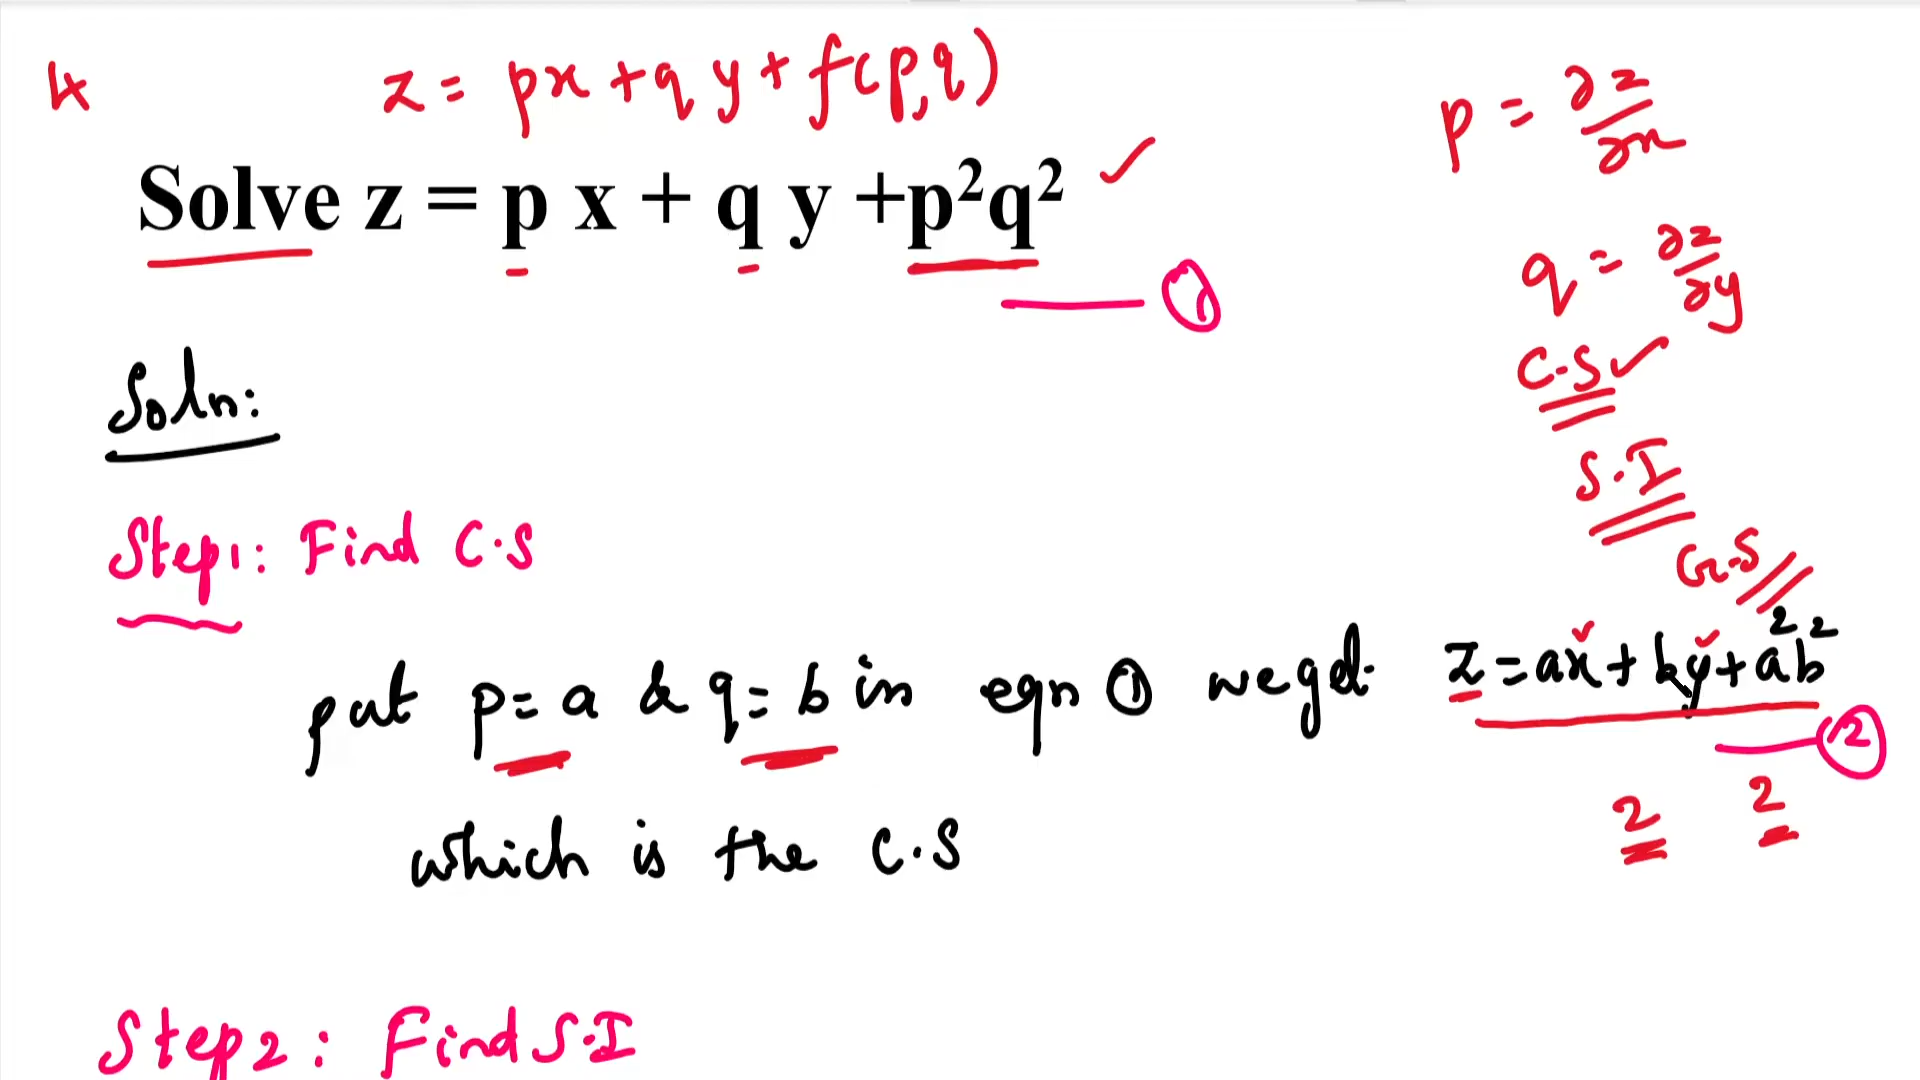 4
z = px + qy + f(p,q)
p = ∂z/∂x
Solve z = p x + q y +p²q² ✓
q = ∂z/∂y
①
C.S ✓
Soln:
S.I
Step1: Find C.S
G.S
put p = a & q = b in eqn ① we get z = ax + by + a²b²
②
which is the C.S
2 2
Step2: Find S.I